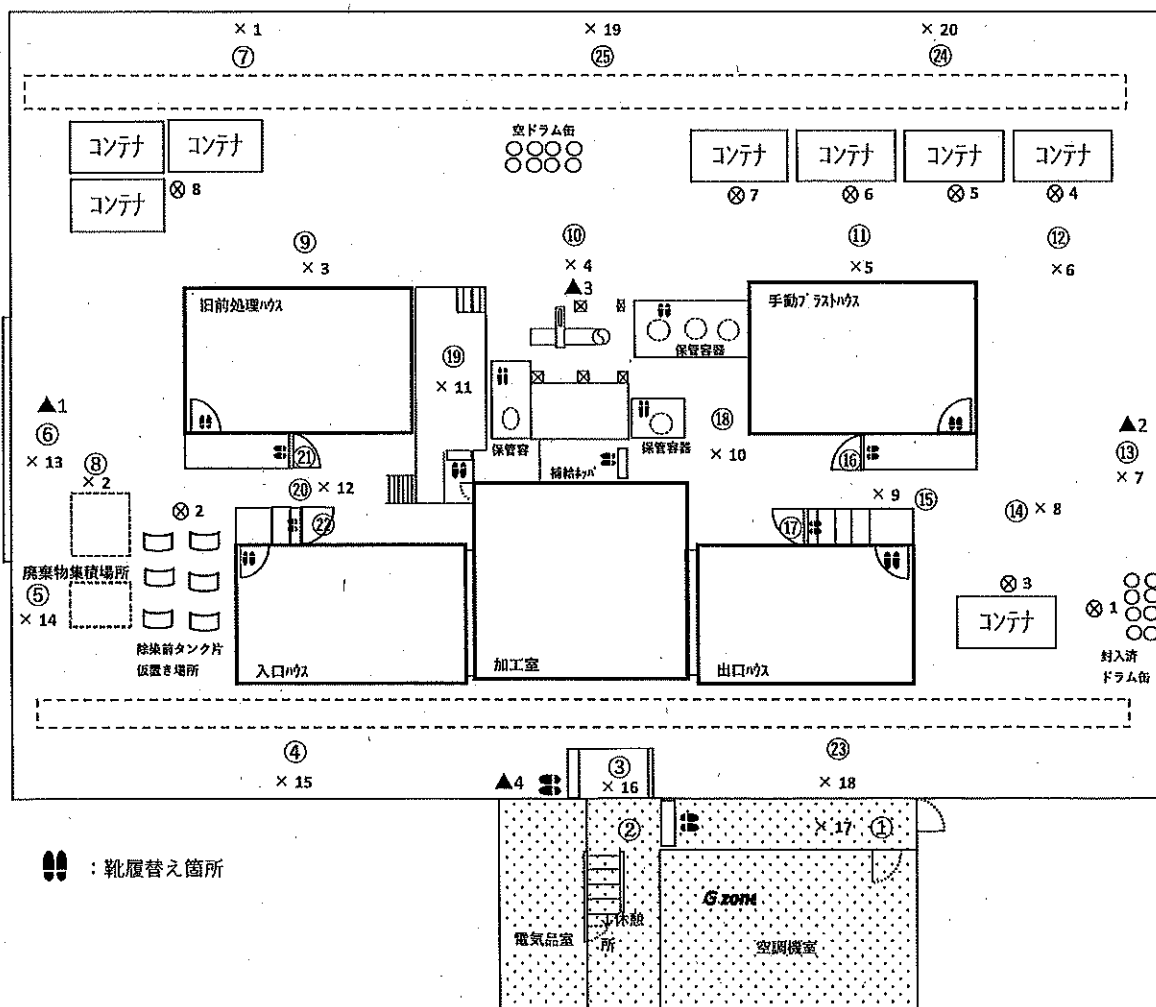 × 1
× 19
× 20
⑦
㉕
㉔
コンテナ
コンテナ
空ドラム缶
コンテナ
コンテナ
コンテナ
コンテナ
コンテナ
⊗ 8
⊗ 7
⊗ 6
⊗ 5
⊗ 4
⑨
⑩
⑪
⑫
× 3
× 4
× 5
× 6
▲3
旧前処理ハウス
手動ブラストハウス
保管容器
⑲
× 11
▲1
⑥
× 13
⑱
× 10
▲2
⑬
× 7
保管容
保管容器
補給ホッパ
⑧
× 2
㉑
⑯
⑳ × 12
× 9
⑮
⑭ × 8
⊗ 2
㉒
⑰
廃棄物集積場所
⑤
× 14
⊗ 3
コンテナ
⊗ 1
除染前タンク片
仮置き場所
封入済
ドラム缶
入口ハウス
加工室
出口ハウス
④
× 15
③
× 16
㉓
× 18
▲4
②
× 17
①
：靴履替え箇所
G zone
↓休憩
所
電気品室
空調機室